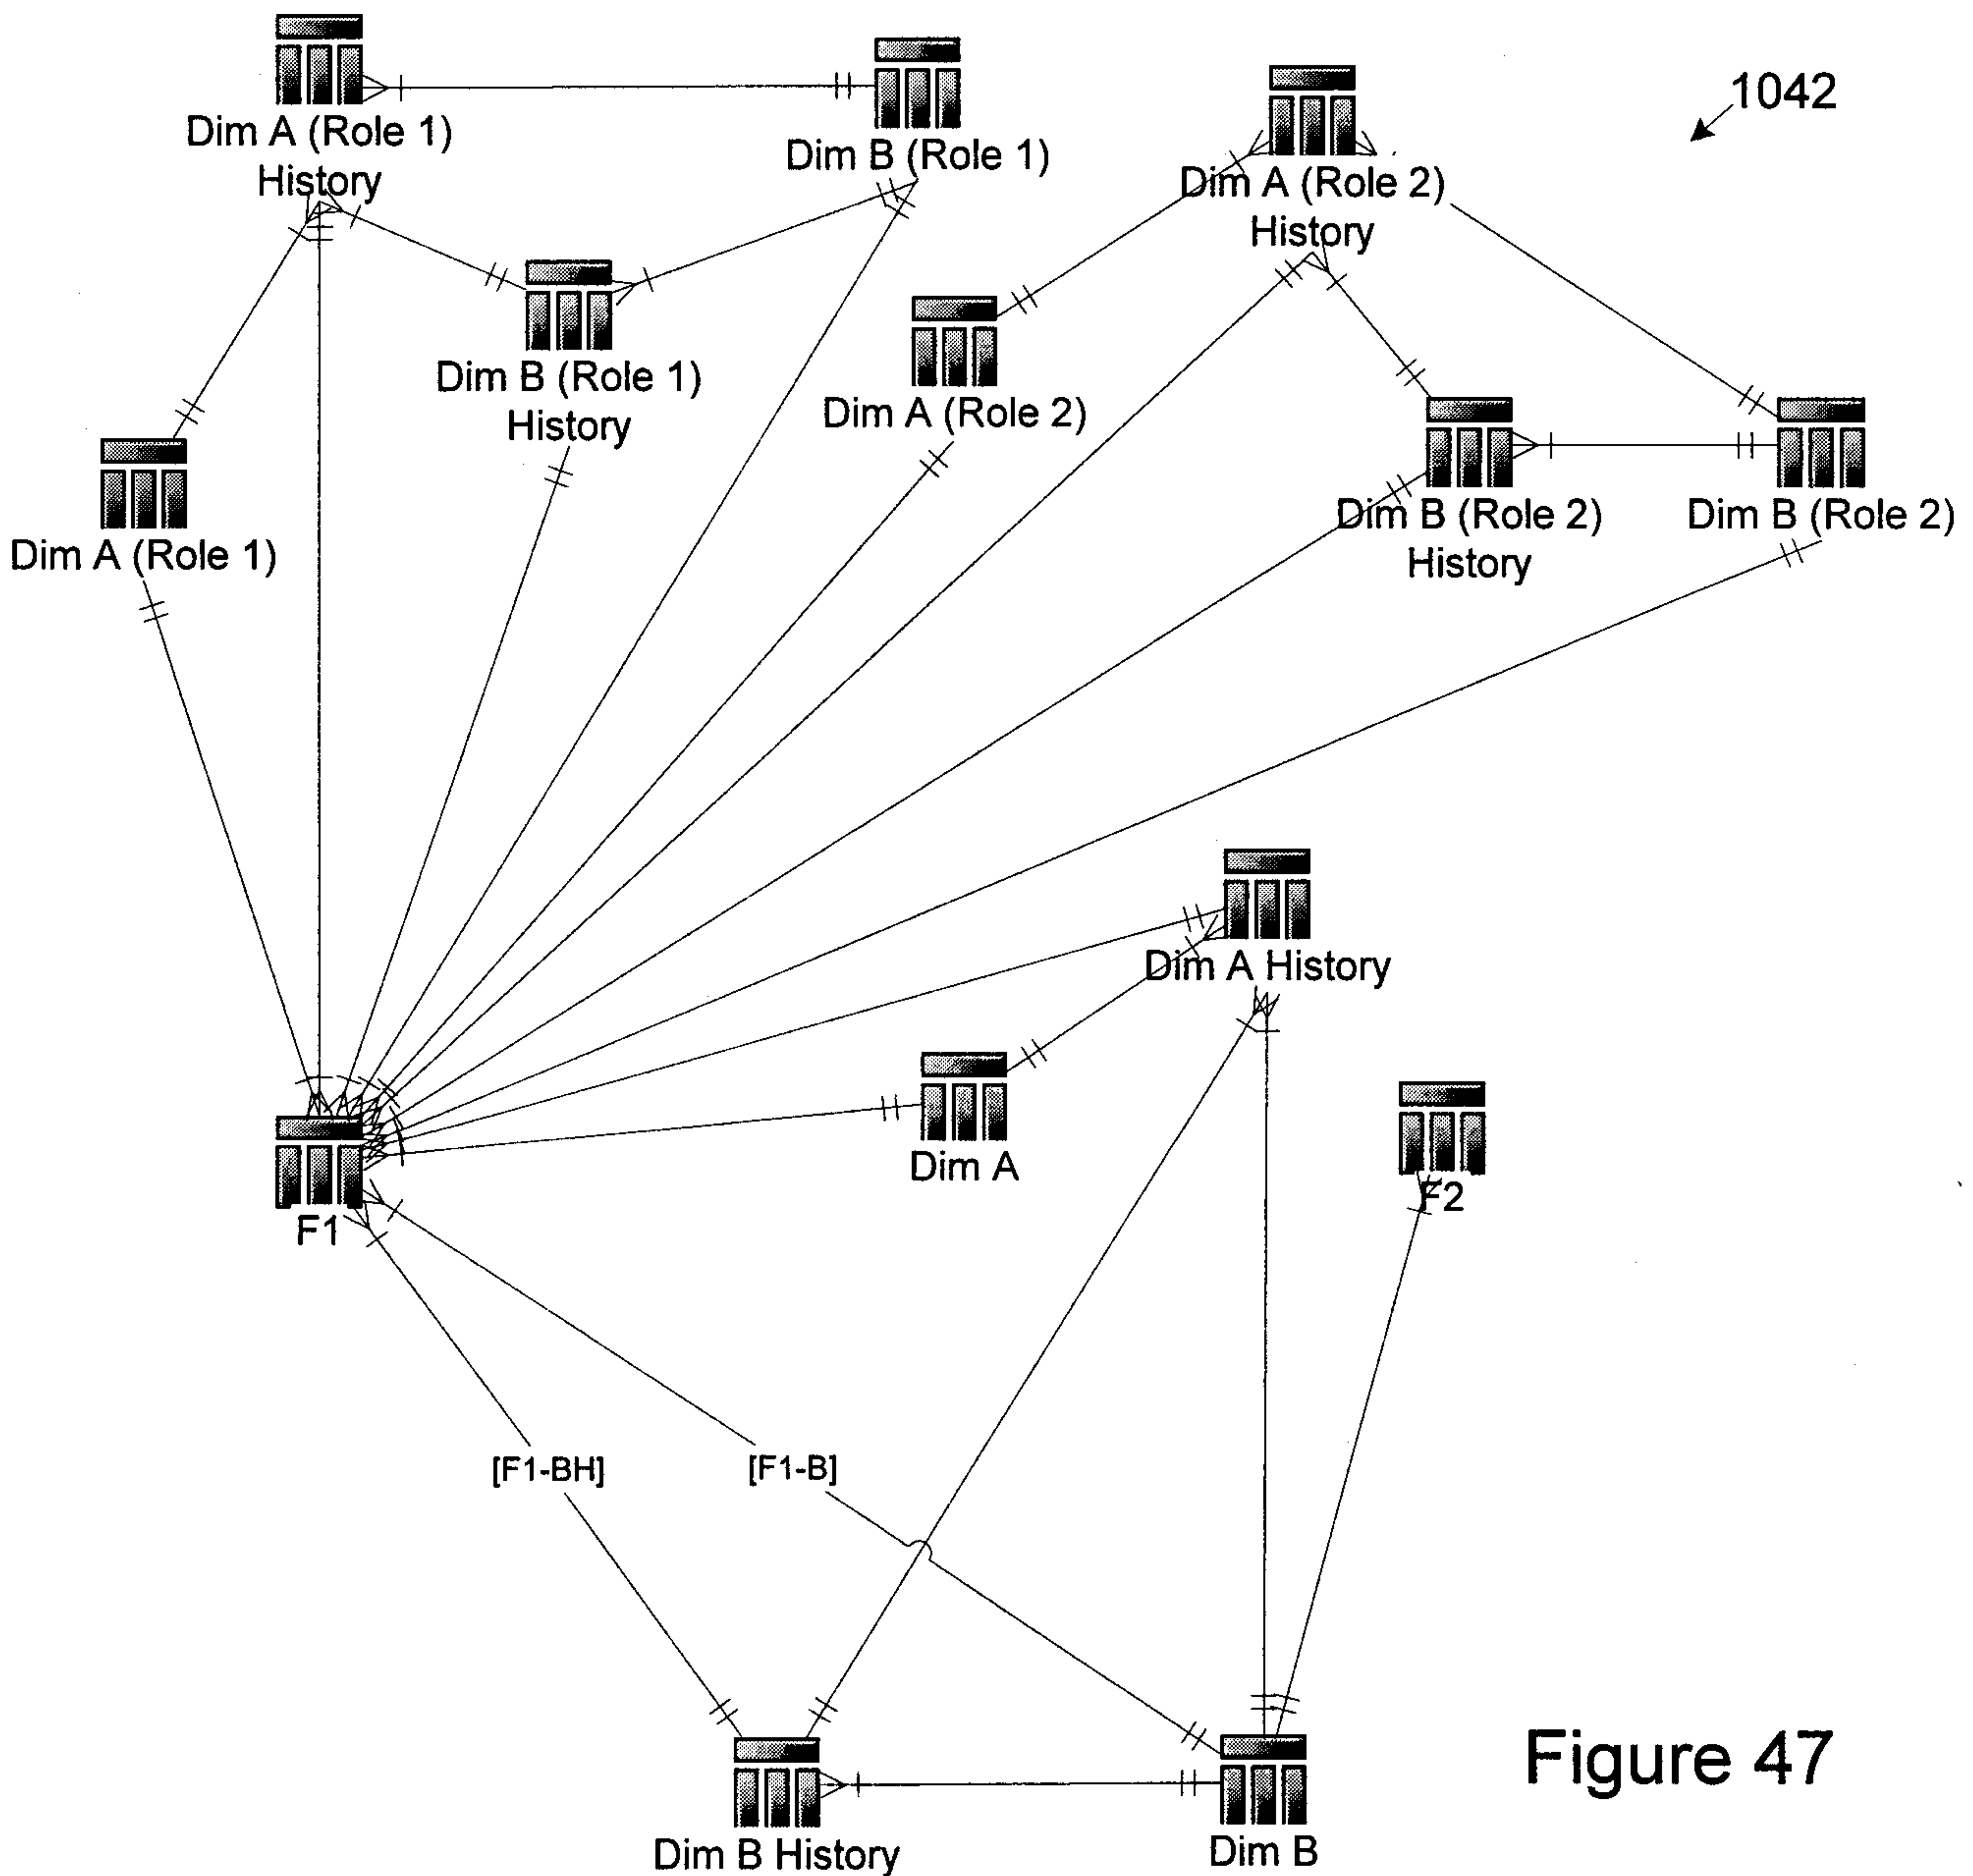 Dim A (Role 1)
History
Dim B (Role 1)
Dim A (Role 2)
History
1042
Dim B (Role 1)
History
Dim A (Role 2)
Dim A (Role 1)
Dim B (Role 2)
History
Dim B (Role 2)
Dim A History
Dim A
F2
F1
[F1-BH]
[F1-B]
Dim B History
Dim B
Figure 47